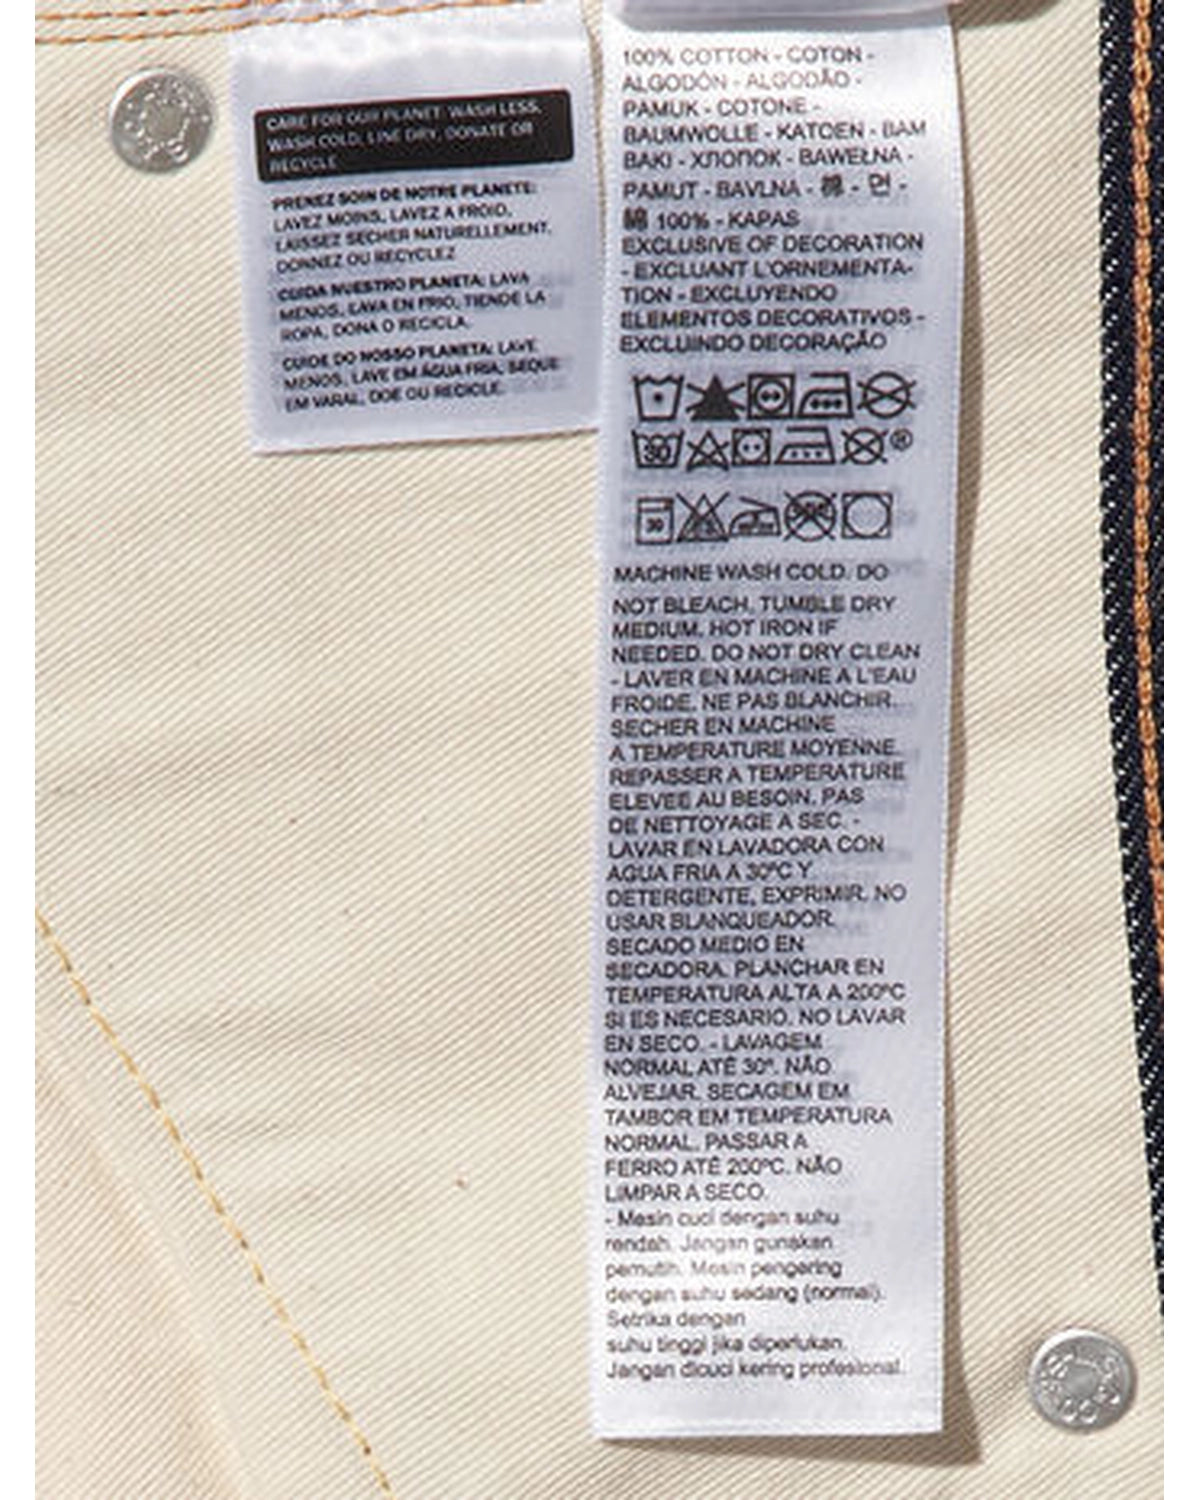 CARE FOR OUR PLANET: WASH LESS,
WASH COLD, LINE DRY, DONATE OR
RECYCLE
PRENEZ SOIN DE NOTRE PLANETE:
LAVEZ MOINS, LAVEZ A FROID,
LAISSEZ SECHER NATURELLEMENT,
DONNEZ OU RECYCLEZ
CUIDA NUESTRO PLANETA: LAVA
MENOS, LAVA EN FRIO, TIENDE LA
ROPA, DONA O RECICLA.
CUIDE DO NOSSO PLANETA: LAVE
MENOS, LAVE EM ÁGUA FRIA, SEQUE
EM VARAL, DOE OU RECICLE.
100% COTTON - COTON -
ALGODÓN - ALGODÃO -
PAMUK - COTONE -
BAUMWOLLE - KATOEN - BAM
BAKI - ХЛОПОК - BAWEŁNA -
PAMUT - BAVLNA - 棉 - 면 -
綿 100% - KAPAS
EXCLUSIVE OF DECORATION
- EXCLUANT L'ORNEMENTA-
TION - EXCLUYENDO
ELEMENTOS DECORATIVOS -
EXCLUINDO DECORAÇÃO
30 ®
30
MACHINE WASH COLD. DO
NOT BLEACH. TUMBLE DRY
MEDIUM. HOT IRON IF
NEEDED. DO NOT DRY CLEAN
- LAVER EN MACHINE A L'EAU
FROIDE. NE PAS BLANCHIR.
SECHER EN MACHINE
A TEMPERATURE MOYENNE.
REPASSER A TEMPERATURE
ELEVEE AU BESOIN. PAS
DE NETTOYAGE A SEC. -
LAVAR EN LAVADORA CON
AGUA FRIA A 30ºC Y
DETERGENTE, EXPRIMIR. NO
USAR BLANQUEADOR.
SECADO MEDIO EN
SECADORA. PLANCHAR EN
TEMPERATURA ALTA A 200ºC
SI ES NECESARIO. NO LAVAR
EN SECO. - LAVAGEM
NORMAL ATÉ 30º. NÃO
ALVEJAR. SECAGEM EM
TAMBOR EM TEMPERATURA
NORMAL. PASSAR A
FERRO ATÉ 200ºC. NÃO
LIMPAR A SECO.
- Mesin cuci dengan suhu
rendah. Jangan gunakan
pemutih. Mesin pengering
dengan suhu sedang (normal).
Setrika dengan
suhu tinggi jika diperlukan.
Jangan dicuci kering profesional.